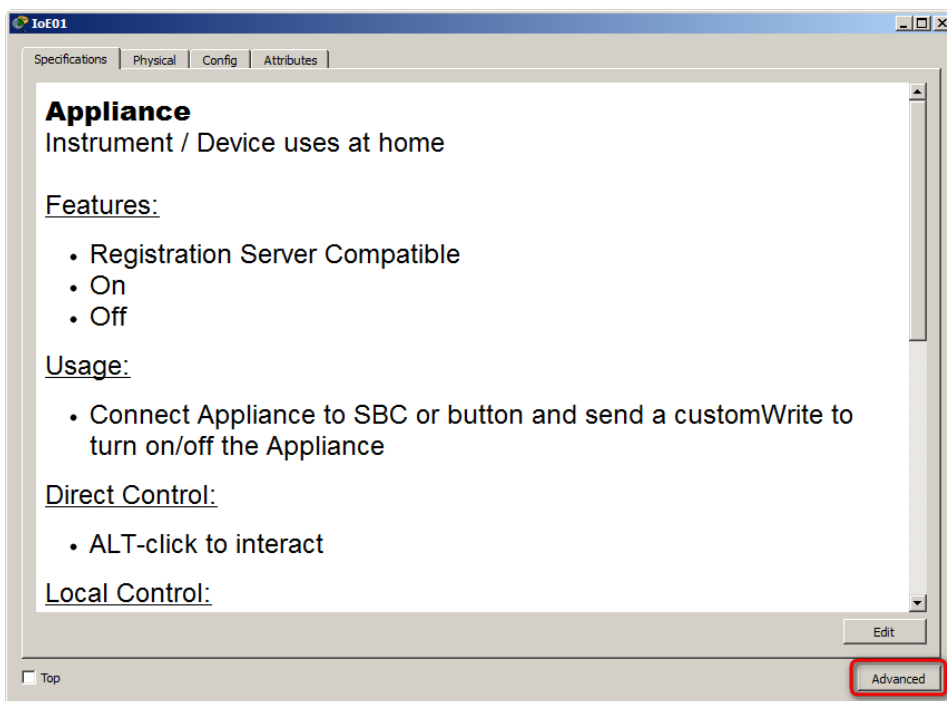 IoE01
Specifications Physical Config Attributes
Appliance
Instrument / Device uses at home
Features:
• Registration Server Compatible
• On
• Off
Usage:
• Connect Appliance to SBC or button and send a customWrite to
turn on/off the Appliance
Direct Control:
• ALT-click to interact
Local Control:
Edit
Top
Advanced